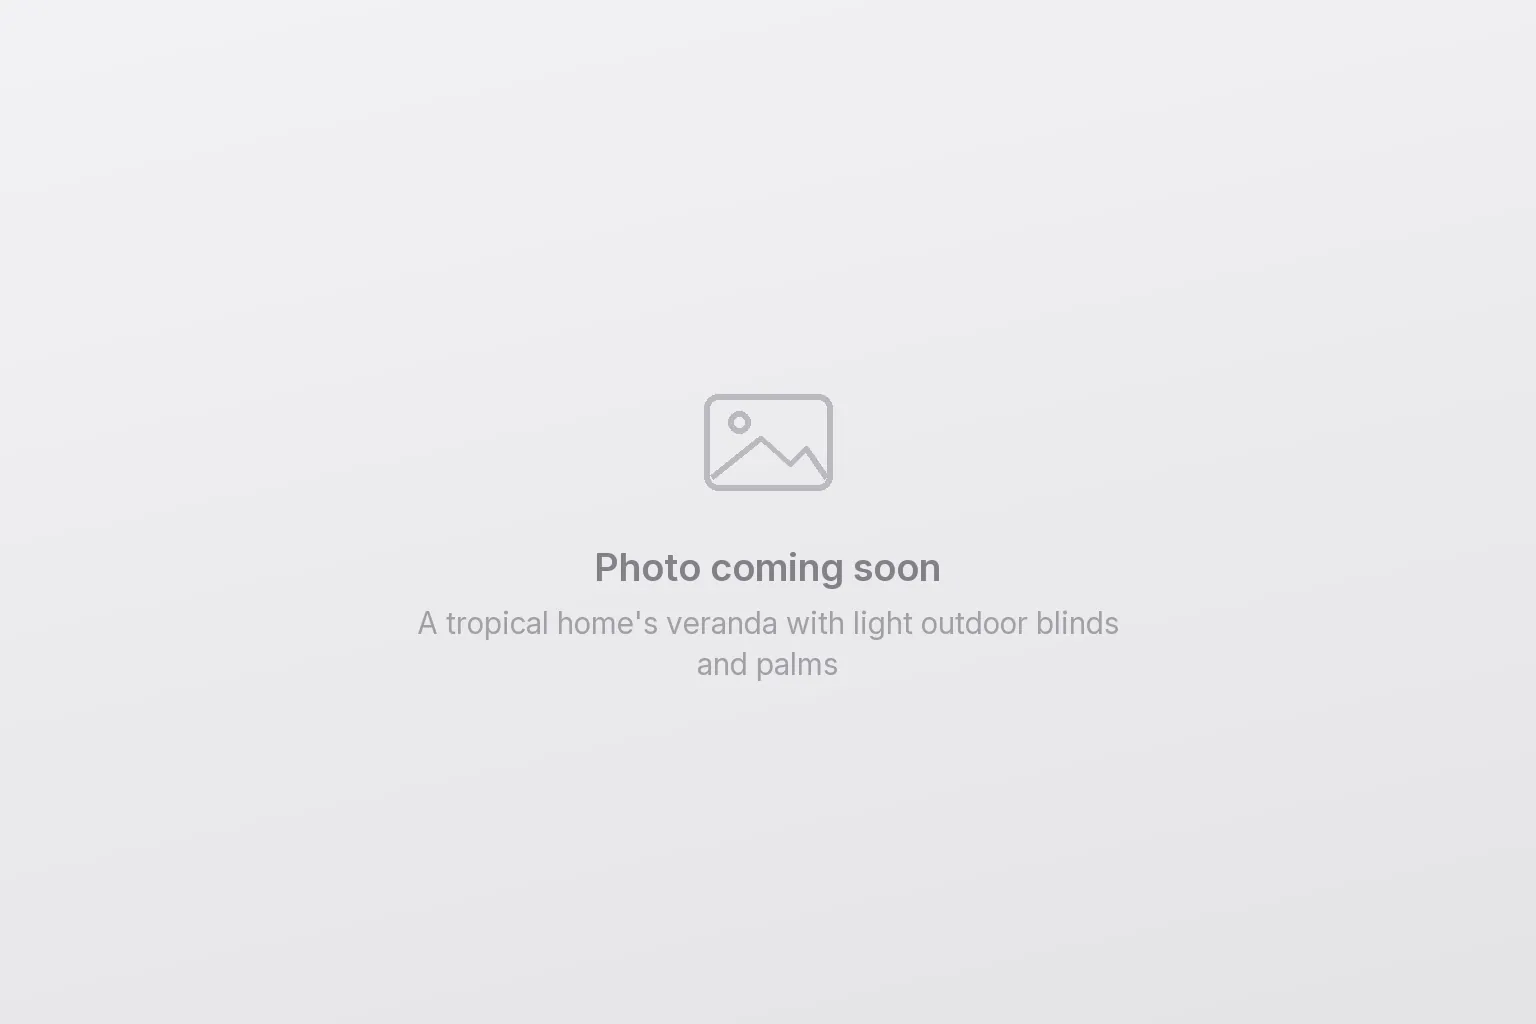 Photo coming soon
A tropical home's veranda with light outdoor blinds
and palms